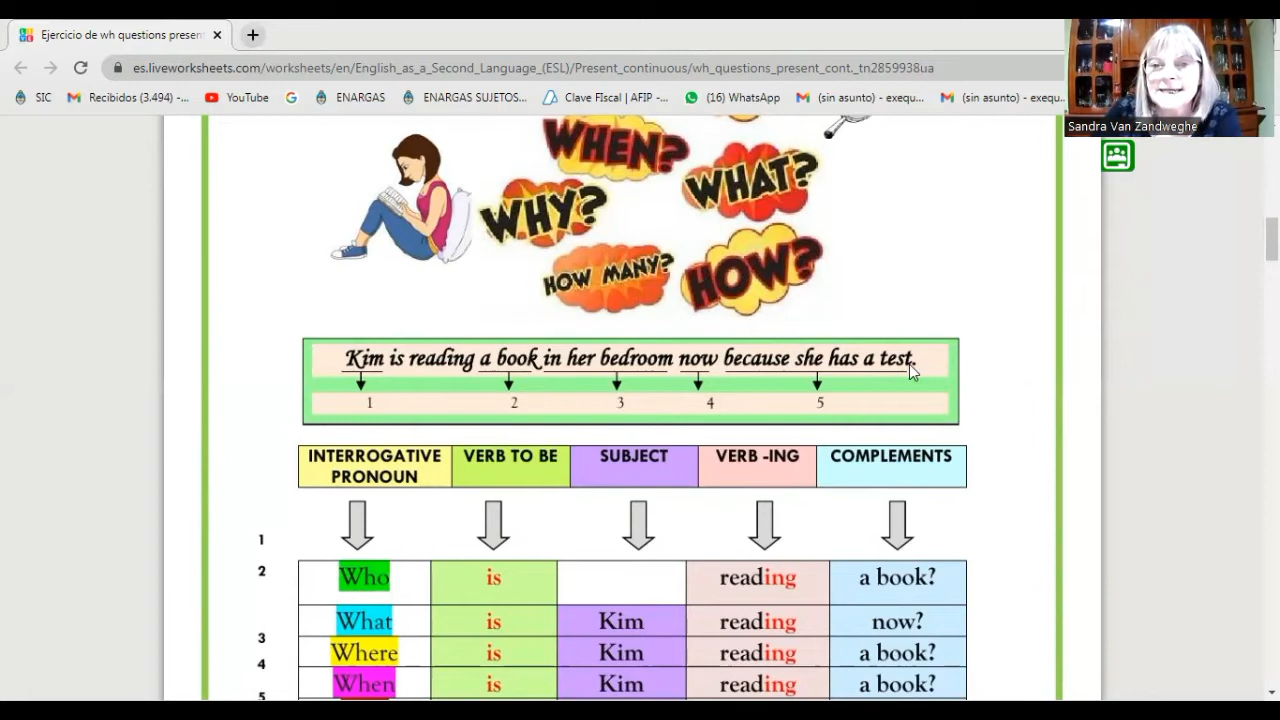 Ejercicio de wh questions presen
es.liveworksheets.com/worksheets/en/English_as_a_Second_Language_(ESL)/Present_continuous/wh_questions_present_cont._tn2859938ua
SIC Recibidos (3.494) -... YouTube ENARGAS ENARGAS SUJETOS... Clave FIscal | AFIP -... (16) WhatsApp (sin asunto) – exequ... (sin asunto) – exequ...
Sandra Van Zandweghe
WHEN?
WHAT?
WHY?
HOW MANY?
HOW?
Kim is reading a book in her bedroom now because she has a test.
1 2 3 4 5
INTERROGATIVE PRONOUN VERB TO BE SUBJECT VERB -ING COMPLEMENTS
1
2 Who is reading a book?
What is Kim reading now?
3 Where is Kim reading a book?
4 When is Kim reading a book?